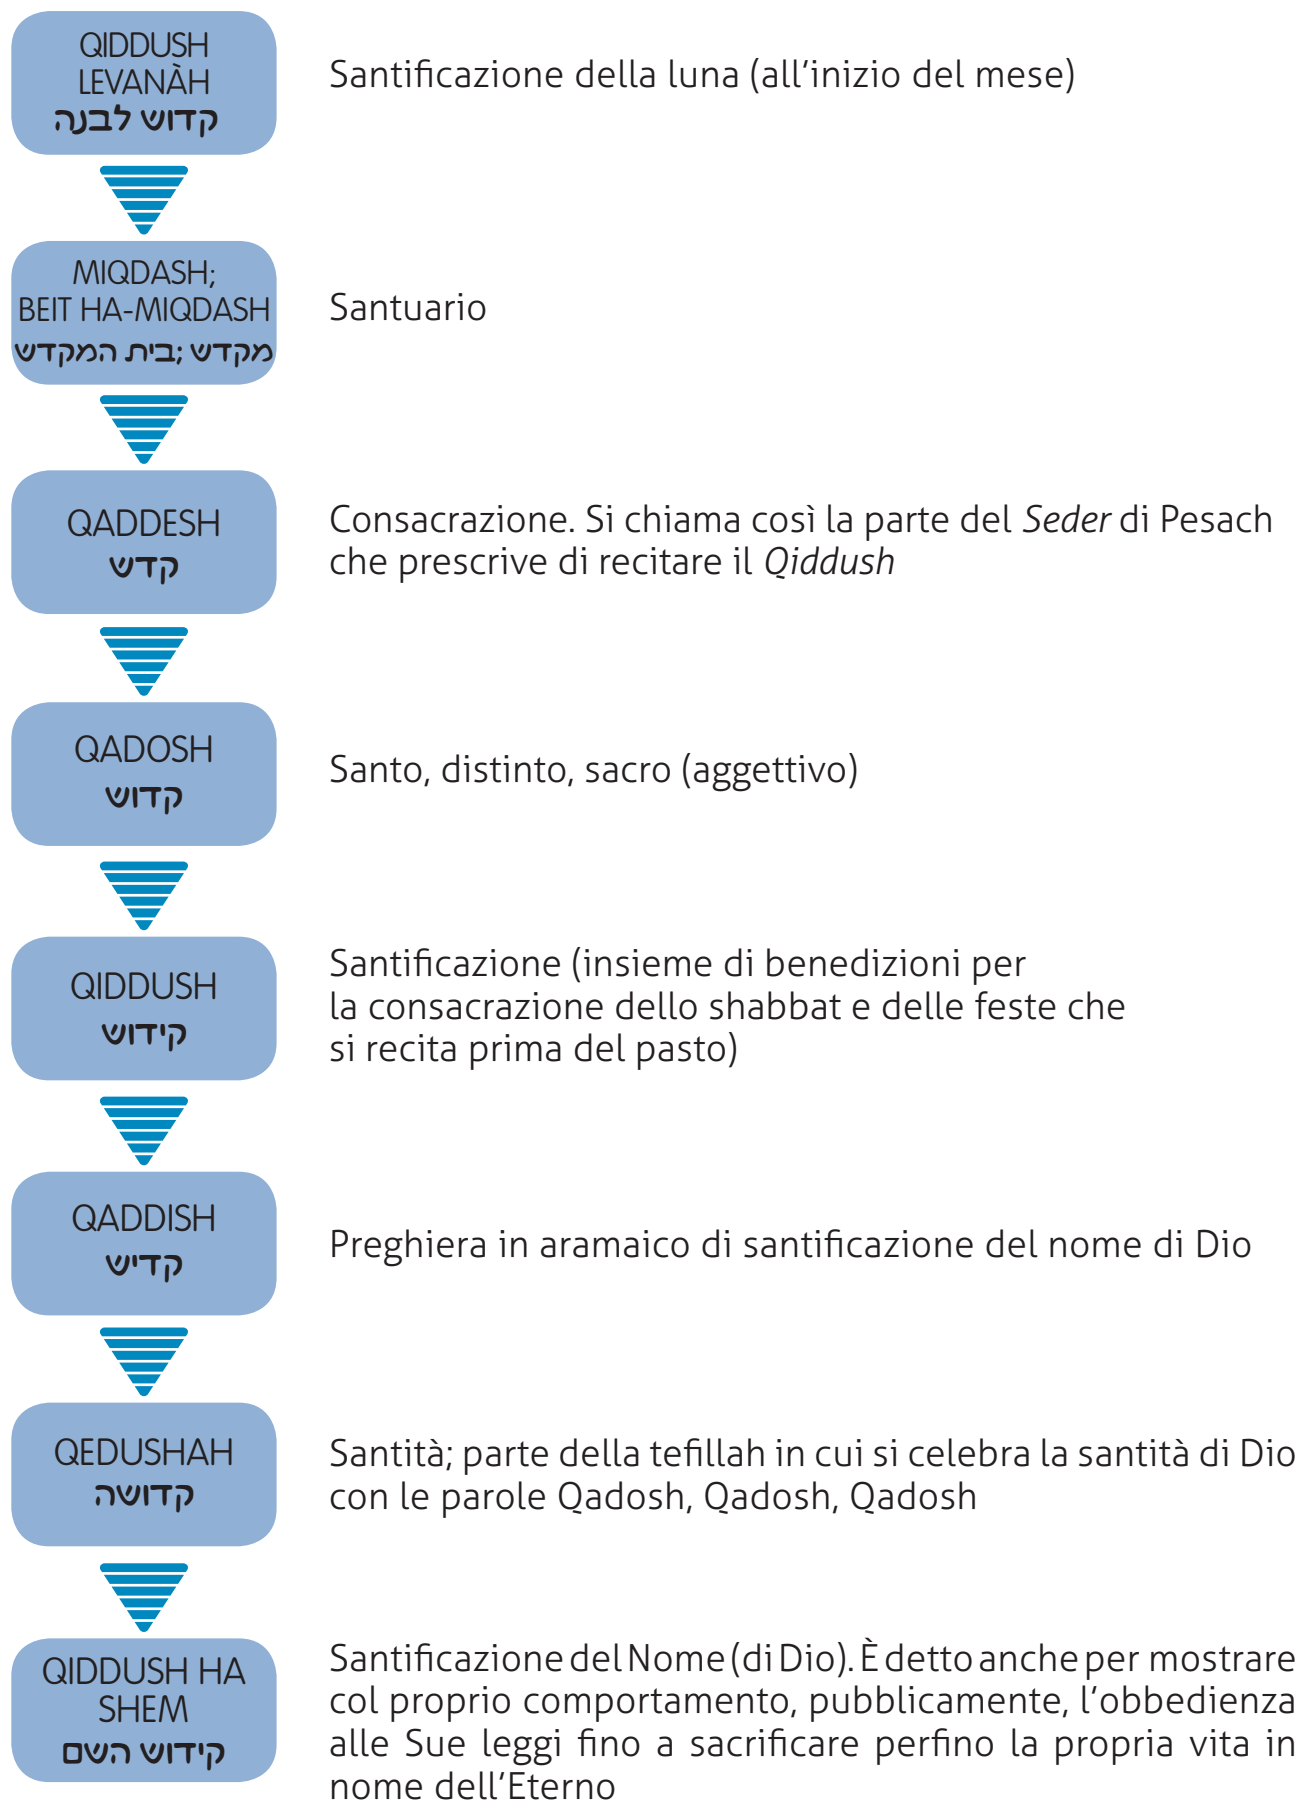 QIDDUSH
LEVANÀH
קדוש לבנה
Santificazione della luna (all'inizio del mese)
MIQDASH;
BEIT HA-MIQDASH
מקדש ;בית המקדש
Santuario
QADDESH
קדש
Consacrazione. Si chiama così la parte del Seder di Pesach
che prescrive di recitare il Qiddush
QADOSH
קדוש
Santo, distinto, sacro (aggettivo)
QIDDUSH
קידוש
Santificazione (insieme di benedizioni per
la consacrazione dello shabbat e delle feste che
si recita prima del pasto)
QADDISH
קדיש
Preghiera in aramaico di santificazione del nome di Dio
QEDUSHAH
קדושה
Santità; parte della tefillah in cui si celebra la santità di Dio
con le parole Qadosh, Qadosh, Qadosh
QIDDUSH HA
SHEM
קידוש השם
Santificazione del Nome (di Dio). È detto anche per mostrare
col proprio comportamento, pubblicamente, l'obbedienza
alle Sue leggi fino a sacrificare perfino la propria vita in
nome dell'Eterno